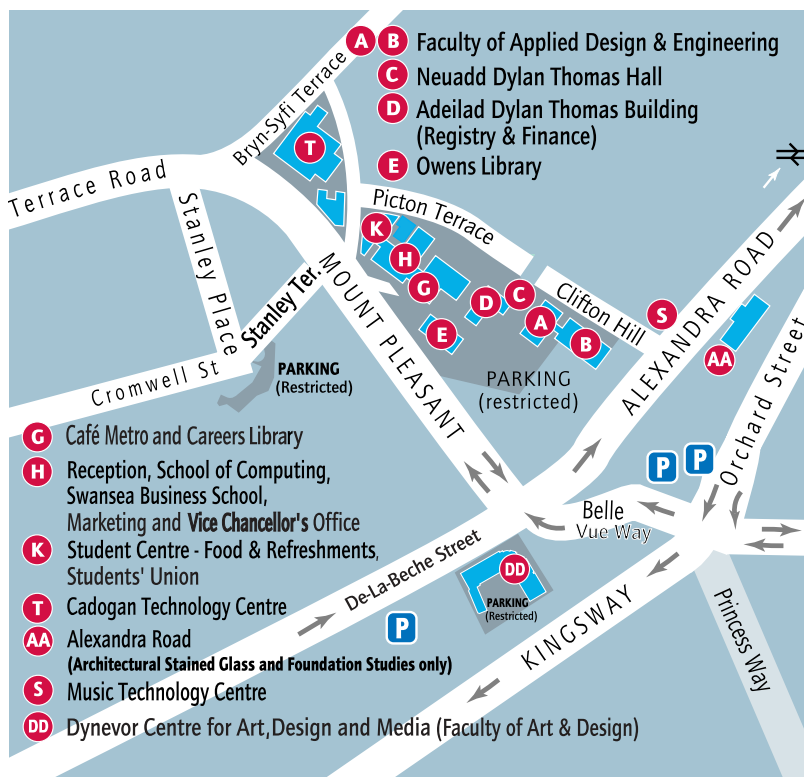 A B Faculty of Applied Design & Engineering
C Neuadd Dylan Thomas Hall
D Adeilad Dylan Thomas Building
(Registry & Finance)
E Owens Library
Bryn-Syfi Terrace
T
Terrace Road
Stanley Place
Stanley Ter.
Cromwell St
Picton Terrace
K
H
G
E
D
C
A
B
Clifton Hill
S
MOUNT PLEASANT
ALEXANDRA ROAD
AA
Orchard Street
PARKING
(Restricted)
PARKING
(restricted)
P
P
Belle
Vue Way
De-La-Beche Street
DD
PARKING
(Restricted)
P
KINGSWAY
Princess Way
G Café Metro and Careers Library
H Reception, School of Computing,
Swansea Business School,
Marketing and Vice Chancellor's Office
K Student Centre - Food & Refreshments,
Students' Union
T Cadogan Technology Centre
AA Alexandra Road
(Architectural Stained Glass and Foundation Studies only)
S Music Technology Centre
DD Dynevor Centre for Art,Design and Media (Faculty of Art & Design)